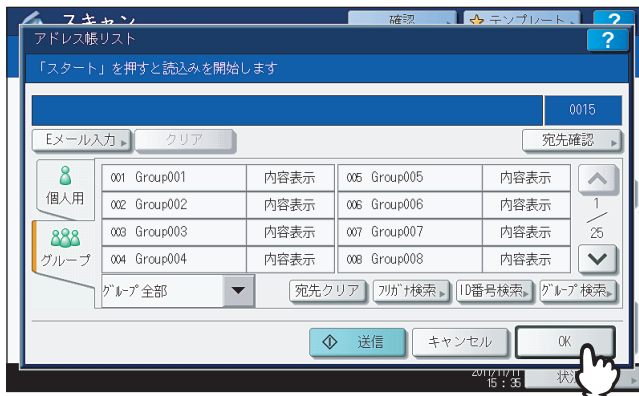 スキャン
確認
テンプレート
?
アドレス帳リスト
?
「スタート」を押すと読込みを開始します
0015
Eメール入力
クリア
宛先確認
個人用
グループ
001 Group001 内容表示 005 Group005 内容表示
002 Group002 内容表示 006 Group006 内容表示
003 Group003 内容表示 007 Group007 内容表示
004 Group004 内容表示 008 Group008 内容表示
1
25
グループ全部
宛先クリア
フリガナ検索
ID番号検索
グループ検索
送信
キャンセル
OK
2011/11/11
15:35